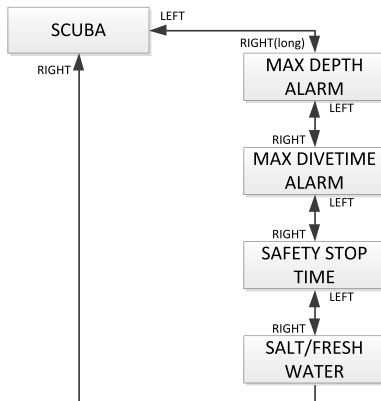 LEFT
SCUBA
RIGHT(long)
RIGHT
MAX DEPTH
ALARM
LEFT
RIGHT
MAX DIVETIME
ALARM
LEFT
RIGHT
SAFETY STOP
TIME
LEFT
RIGHT
SALT/FRESH
WATER